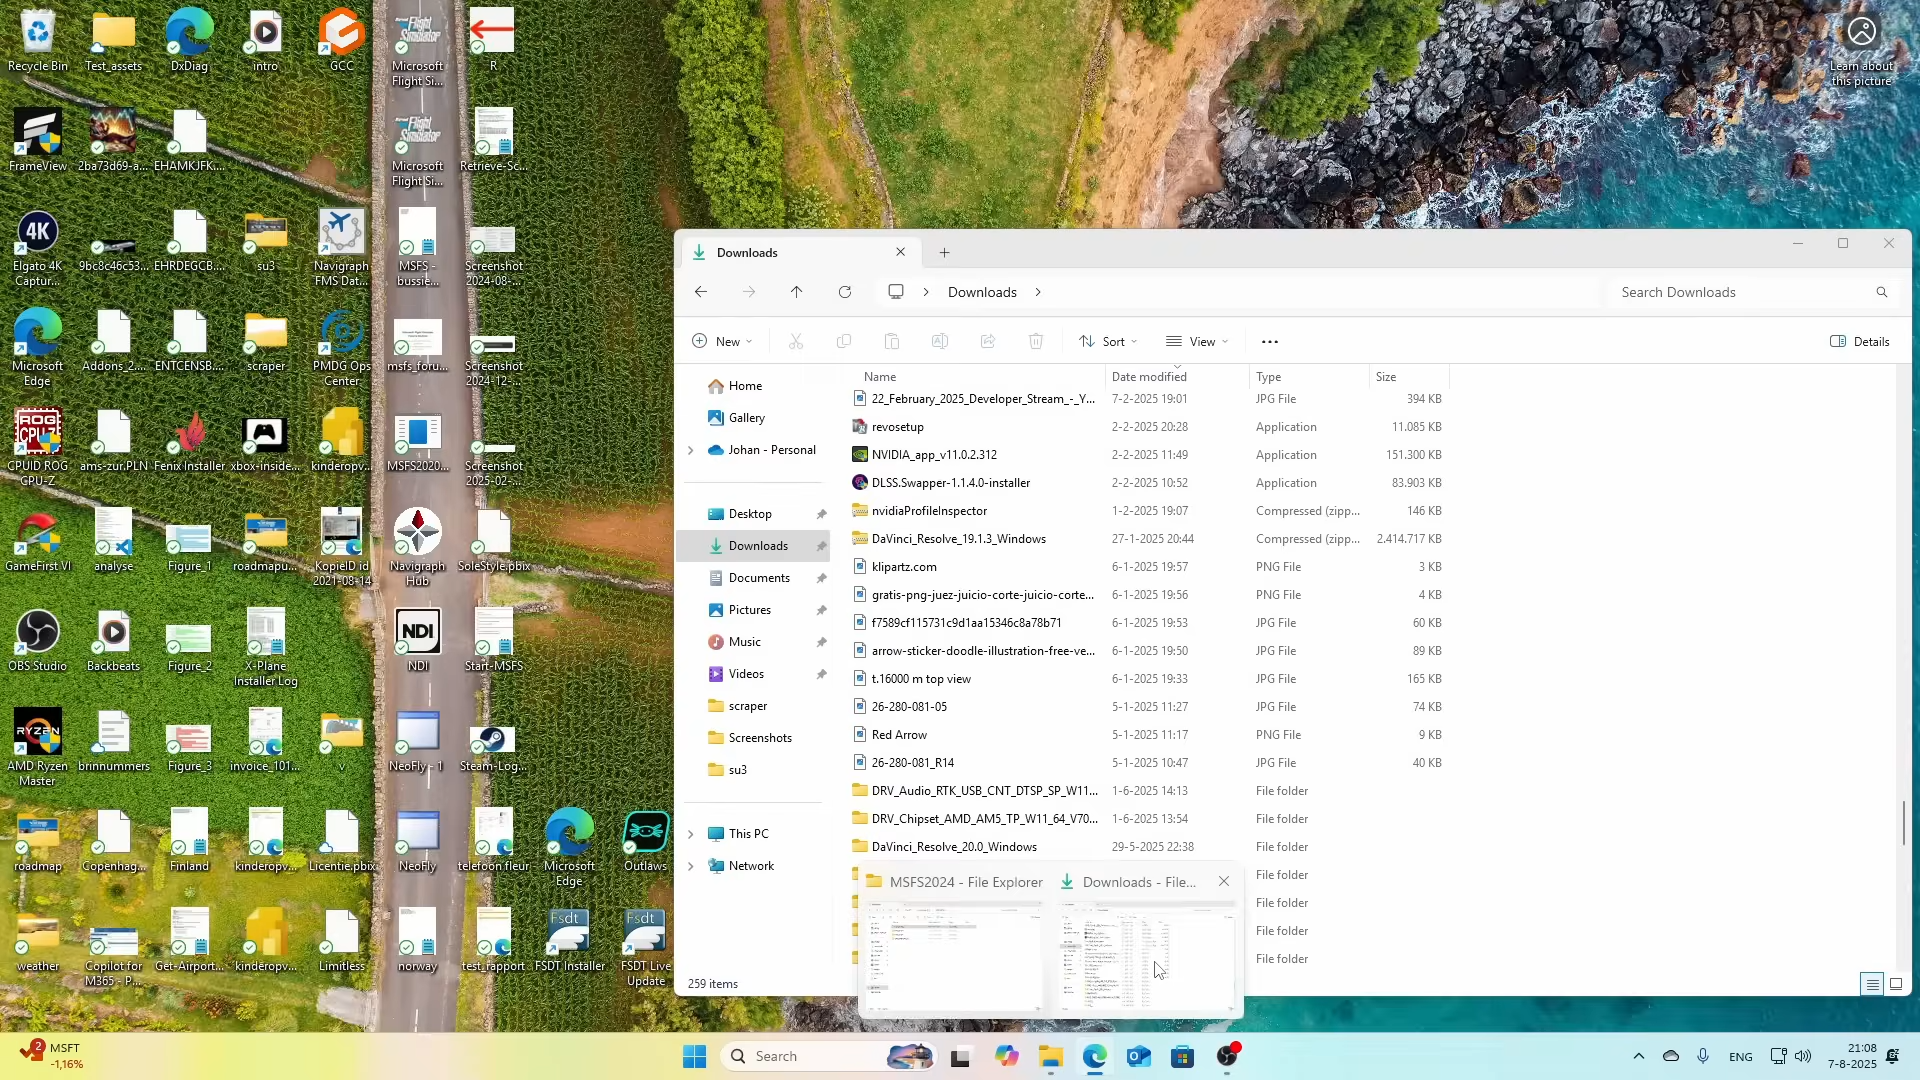 Recycle Bin
Test_assets
DxDiag
intro
GCC
Microsoft
Flight Si...
R
Learn about
this picture
FrameView
2ba73d69-a...
EHAMKJFK....
Microsoft
Flight Si...
Retrieve-Sc...
4K
Elgato 4K
Captur...
9bc8c46c53...
EHRDEGCB....
su3
Navigraph
FMS Dat...
MSFS -
bussie...
Screenshot
2024-08-...
Microsoft
Edge
Addons_2....
ENTCENSB....
scraper
PMDG Ops
Center
msfs_foru...
Screenshot
2024-12-...
CPUID ROG
CPU-Z
ams-zur.PLN
Fenix Installer
xbox-inside...
kinderopv...
MSFS2020...
Screenshot
2025-02-...
GameFirst VI
analyse
Figure_1
roadmapu...
KopieID id
2021-08-14...
Navigraph
Hub
SoleStyle.pbix
OBS Studio
Backbeats
Figure_2
X-Plane
Installer Log
NDI
NDI
Start-MSFS
RYZEN
AMD Ryzen
Master
brinnummers
Figure_3
invoice_101...
v
NeoFly - 1
Steam-Log...
roadmap
Copenhag...
Finland
kinderopv...
Licentie.pbix
NeoFly
telefoon fleur
Microsoft
Edge
Outlaws
weather
Copilot for
M365 - P...
Get-Airport...
kinderopv...
Limitless
norway
test_rapport
Fsdt
FSDT Installer
Fsdt
FSDT Live
Update
Downloads
Downloads
Search Downloads
New
Sort
View
Details
Name
Date modified
Type
Size
Home
Gallery
Johan - Personal
Desktop
Downloads
Documents
Pictures
Music
Videos
scraper
Screenshots
su3
This PC
Network
22_February_2025_Developer_Stream_-_Y... 7-2-2025 19:01 JPG File 394 KB
revosetup 2-2-2025 20:28 Application 11.085 KB
NVIDIA_app_v11.0.2.312 2-2-2025 11:49 Application 151.300 KB
DLSS.Swapper-1.1.4.0-installer 2-2-2025 10:52 Application 83.903 KB
nvidiaProfileInspector 1-2-2025 19:07 Compressed (zipp... 146 KB
DaVinci_Resolve_19.1.3_Windows 27-1-2025 20:44 Compressed (zipp... 2.414.717 KB
klipartz.com 6-1-2025 19:57 PNG File 3 KB
gratis-png-juez-juicio-corte-juicio-corte... 6-1-2025 19:56 PNG File 4 KB
f7589cf115731c9d1aa15346c8a78b71 6-1-2025 19:53 JPG File 60 KB
arrow-sticker-doodle-illustration-free-ve... 6-1-2025 19:50 JPG File 89 KB
t.16000 m top view 6-1-2025 19:33 JPG File 165 KB
26-280-081-05 5-1-2025 11:27 JPG File 74 KB
Red Arrow 5-1-2025 11:17 PNG File 9 KB
26-280-081_R14 5-1-2025 10:47 JPG File 40 KB
DRV_Audio_RTK_USB_CNT_DTSP_SP_W11... 1-6-2025 14:13 File folder
DRV_Chipset_AMD_AM5_TP_W11_64_V70... 1-6-2025 13:54 File folder
DaVinci_Resolve_20.0_Windows 29-5-2025 22:38 File folder
File folder
File folder
File folder
File folder
MSFS2024 - File Explorer
Downloads - File...
259 items
2 MSFT
-1,16%
Search
ENG
21:08
7-8-2025